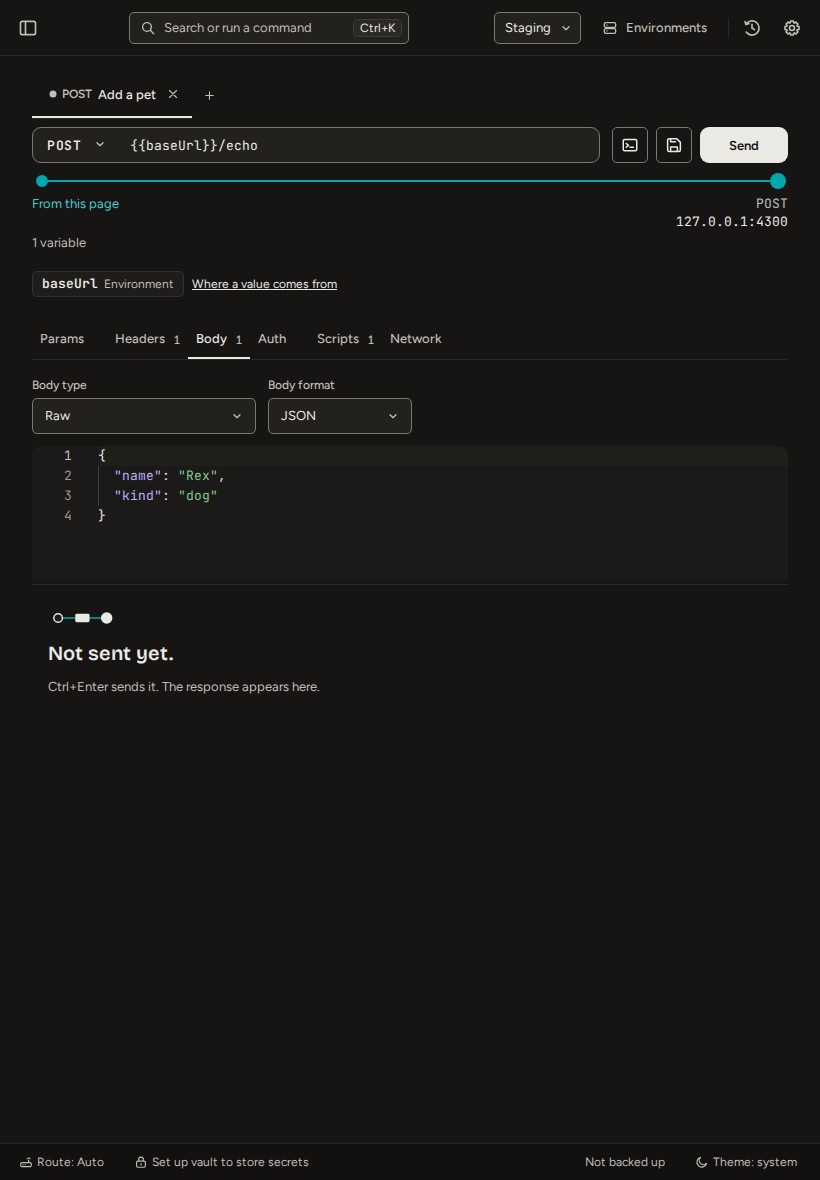 Search or run a command Ctrl+K Staging Environments
POST Add a pet
POST {{baseUrl}}/echo Send
From this page POST
127.0.0.1:4300
1 variable
baseUrl Environment Where a value comes from
Params Headers 1 Body 1 Auth Scripts 1 Network
Body type Body format
Raw JSON
1 {
2 "name": "Rex",
3 "kind": "dog"
4 }
Not sent yet.
Ctrl+Enter sends it. The response appears here.
Route: Auto Set up vault to store secrets Not backed up Theme: system